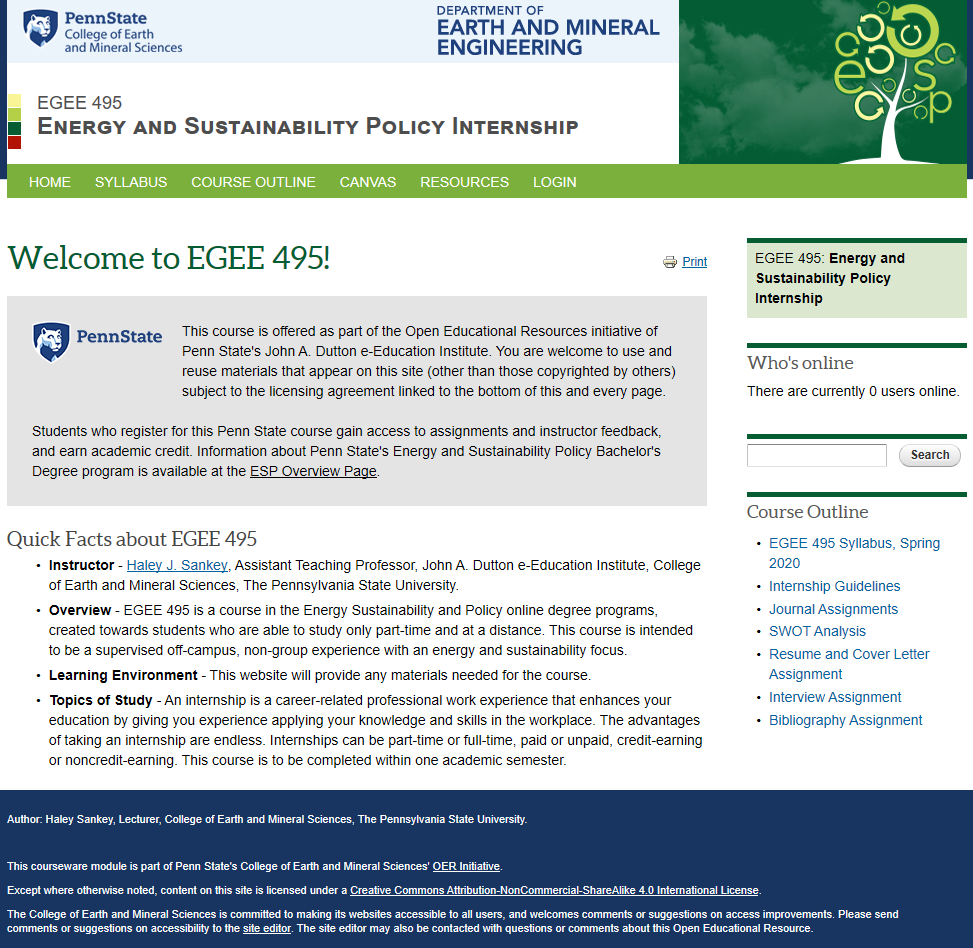 PennState
College of Earth
and Mineral Sciences
DEPARTMENT OF
EARTH AND MINERAL
ENGINEERING
EGEE 495
ENERGY AND SUSTAINABILITY POLICY INTERNSHIP
HOME SYLLABUS COURSE OUTLINE CANVAS RESOURCES LOGIN
Welcome to EGEE 495!
Print
PennState
This course is offered as part of the Open Educational Resources initiative of
Penn State's John A. Dutton e-Education Institute. You are welcome to use and
reuse materials that appear on this site (other than those copyrighted by others)
subject to the licensing agreement linked to the bottom of this and every page.
Students who register for this Penn State course gain access to assignments and instructor feedback,
and earn academic credit. Information about Penn State's Energy and Sustainability Policy Bachelor's
Degree program is available at the ESP Overview Page.
Quick Facts about EGEE 495
• Instructor - Haley J. Sankey, Assistant Teaching Professor, John A. Dutton e-Education Institute, College
of Earth and Mineral Sciences, The Pennsylvania State University.
• Overview - EGEE 495 is a course in the Energy Sustainability and Policy online degree programs,
created towards students who are able to study only part-time and at a distance. This course is intended
to be a supervised off-campus, non-group experience with an energy and sustainability focus.
• Learning Environment - This website will provide any materials needed for the course.
• Topics of Study - An internship is a career-related professional work experience that enhances your
education by giving you experience applying your knowledge and skills in the workplace. The advantages
of taking an internship are endless. Internships can be part-time or full-time, paid or unpaid, credit-earning
or noncredit-earning. This course is to be completed within one academic semester.
EGEE 495: Energy and
Sustainability Policy
Internship
Who's online
There are currently 0 users online.
Search
Course Outline
• EGEE 495 Syllabus, Spring
2020
• Internship Guidelines
• Journal Assignments
• SWOT Analysis
• Resume and Cover Letter
Assignment
• Interview Assignment
• Bibliography Assignment
Author: Haley Sankey, Lecturer, College of Earth and Mineral Sciences, The Pennsylvania State University.
This courseware module is part of Penn State's College of Earth and Mineral Sciences' OER Initiative.
Except where otherwise noted, content on this site is licensed under a Creative Commons Attribution-NonCommercial-ShareAlike 4.0 International License.
The College of Earth and Mineral Sciences is committed to making its websites accessible to all users, and welcomes comments or suggestions on access improvements. Please send
comments or suggestions on accessibility to the site editor. The site editor may also be contacted with questions or comments about this Open Educational Resource.